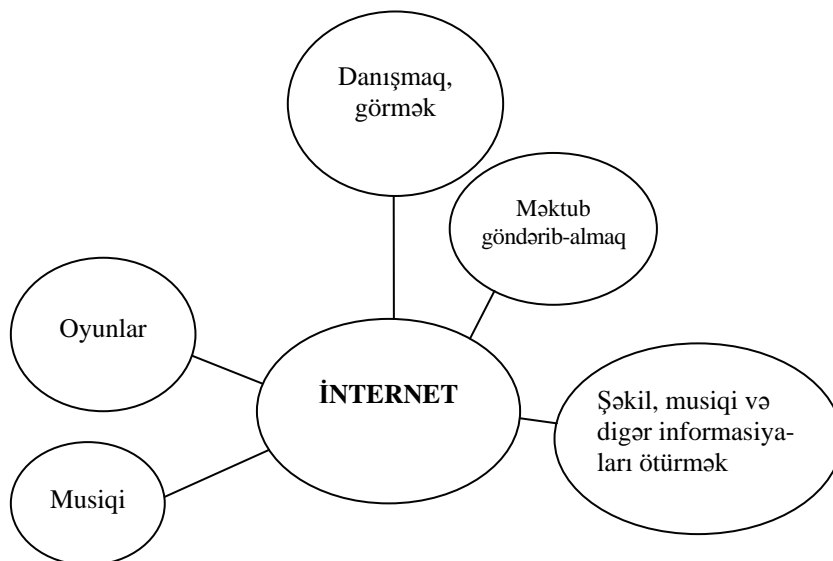 Danışmaq,
görmək
Məktub
göndərib-almaq
Oyunlar
İNTERNET
Şəkil, musiqi və
digər informasiya-
ları ötürmək
Musiqi